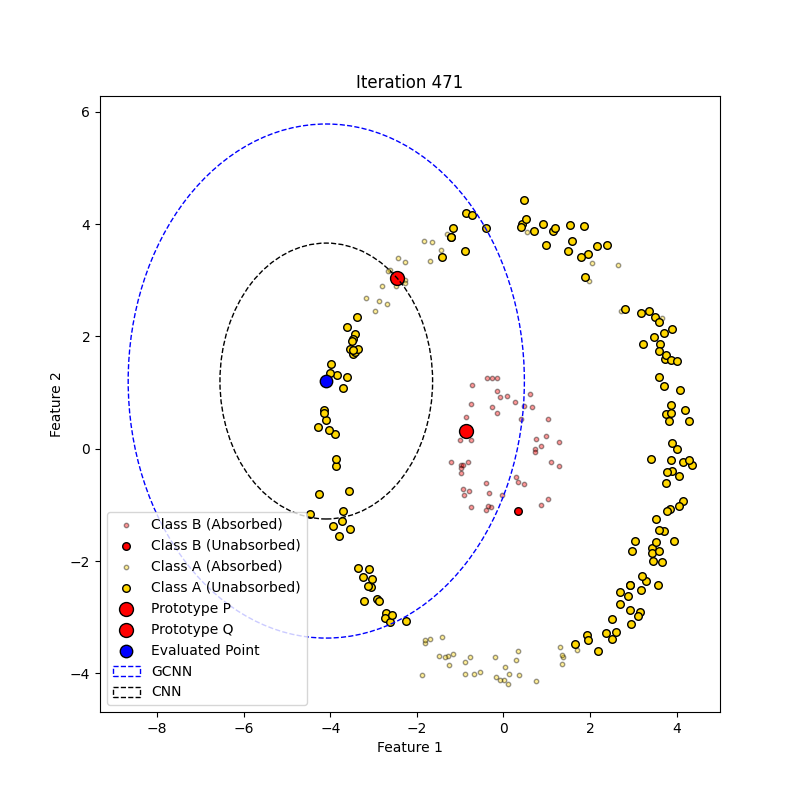 Iteration 471
6
4
2
0
−2
−4
Feature 2
Class B (Absorbed)
Class B (Unabsorbed)
Class A (Absorbed)
Class A (Unabsorbed)
Prototype P
Prototype Q
Evaluated Point
GCNN
CNN
−8 −6 −4 −2 0 2 4
Feature 1